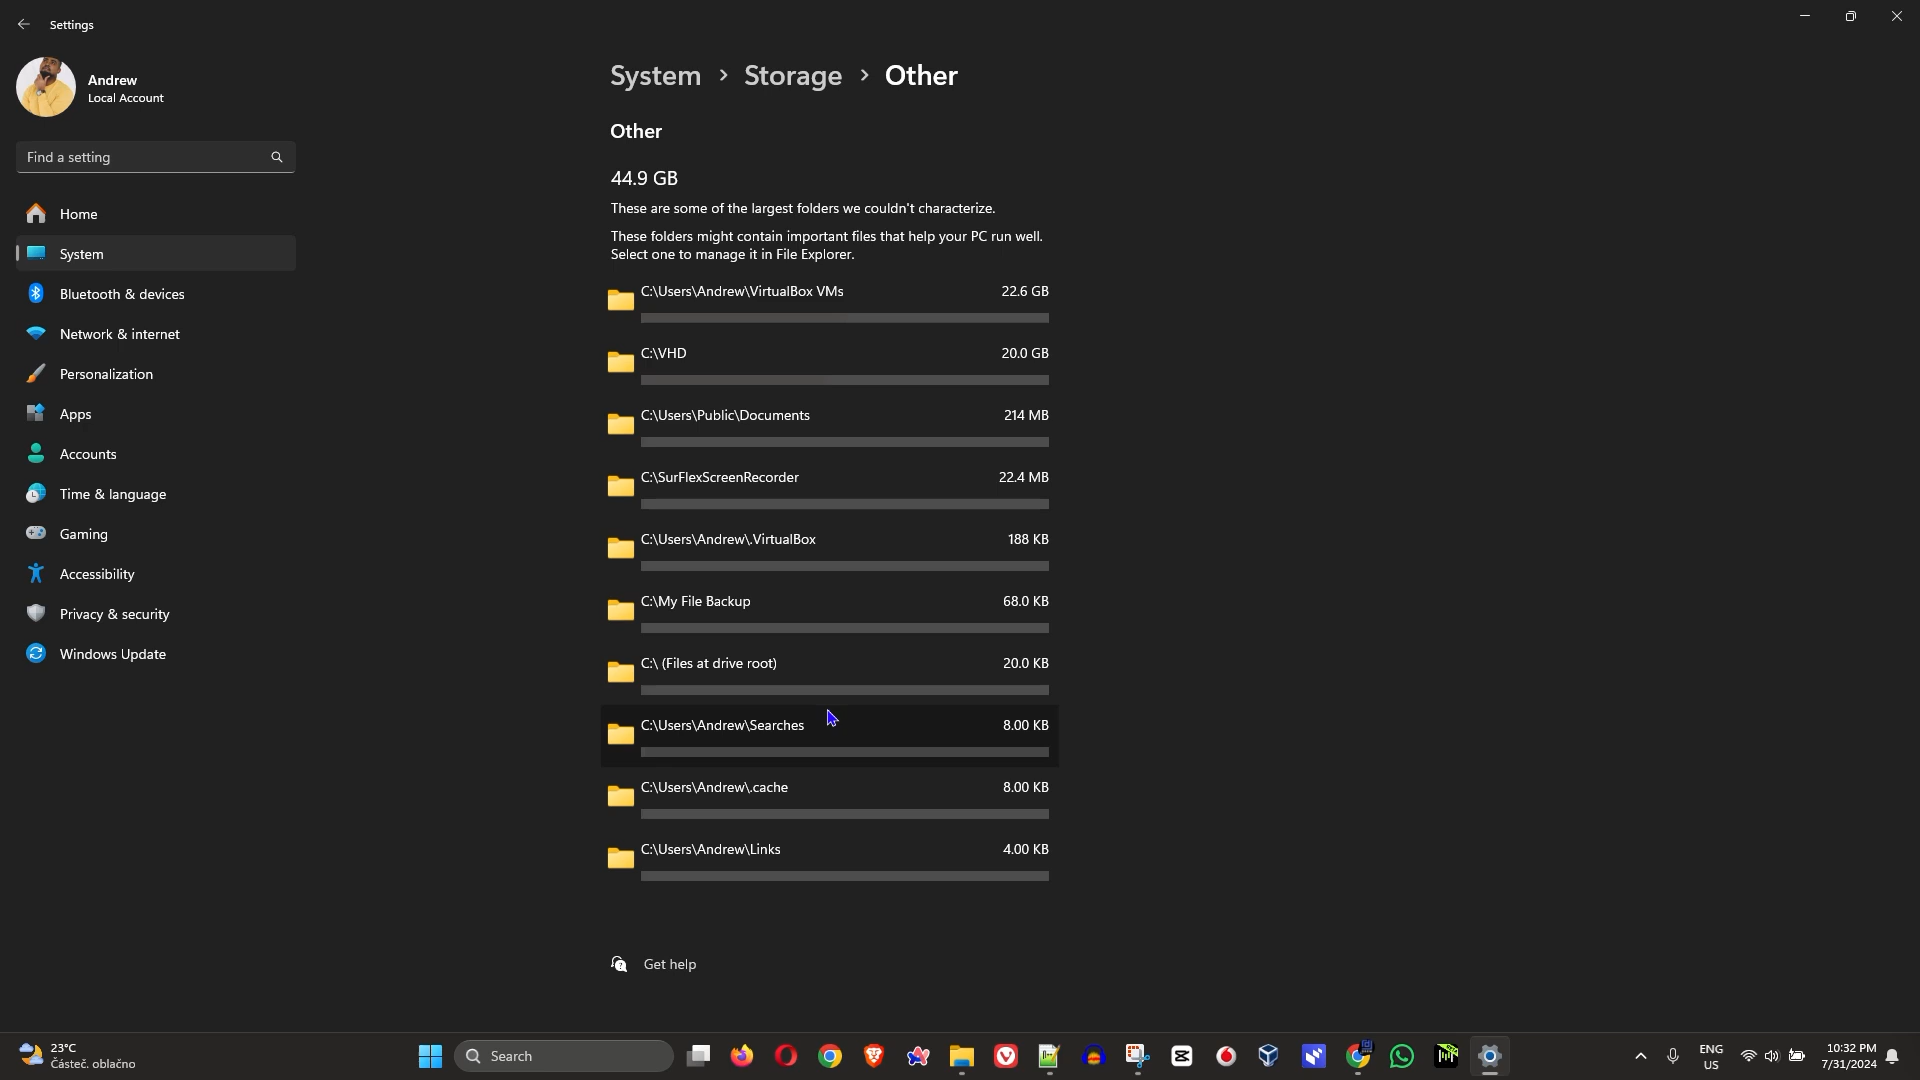 Settings
Andrew
Local Account
Find a setting
Home
System
Bluetooth & devices
Network & internet
Personalization
Apps
Accounts
Time & language
Gaming
Accessibility
Privacy & security
Windows Update
System > Storage > Other
Other
44.9 GB
These are some of the largest folders we couldn't characterize.
These folders might contain important files that help your PC run well.
Select one to manage it in File Explorer.
C:\Users\Andrew\VirtualBox VMs 22.6 GB
C:\VHD 20.0 GB
C:\Users\Public\Documents 214 MB
C:\SurFlexScreenRecorder 22.4 MB
C:\Users\Andrew\.VirtualBox 188 KB
C:\My File Backup 68.0 KB
C:\ (Files at drive root) 20.0 KB
C:\Users\Andrew\Searches 8.00 KB
C:\Users\Andrew\.cache 8.00 KB
C:\Users\Andrew\Links 4.00 KB
Get help
23°C
Částeč. oblačno
Search
ENG
US
10:32 PM
7/31/2024